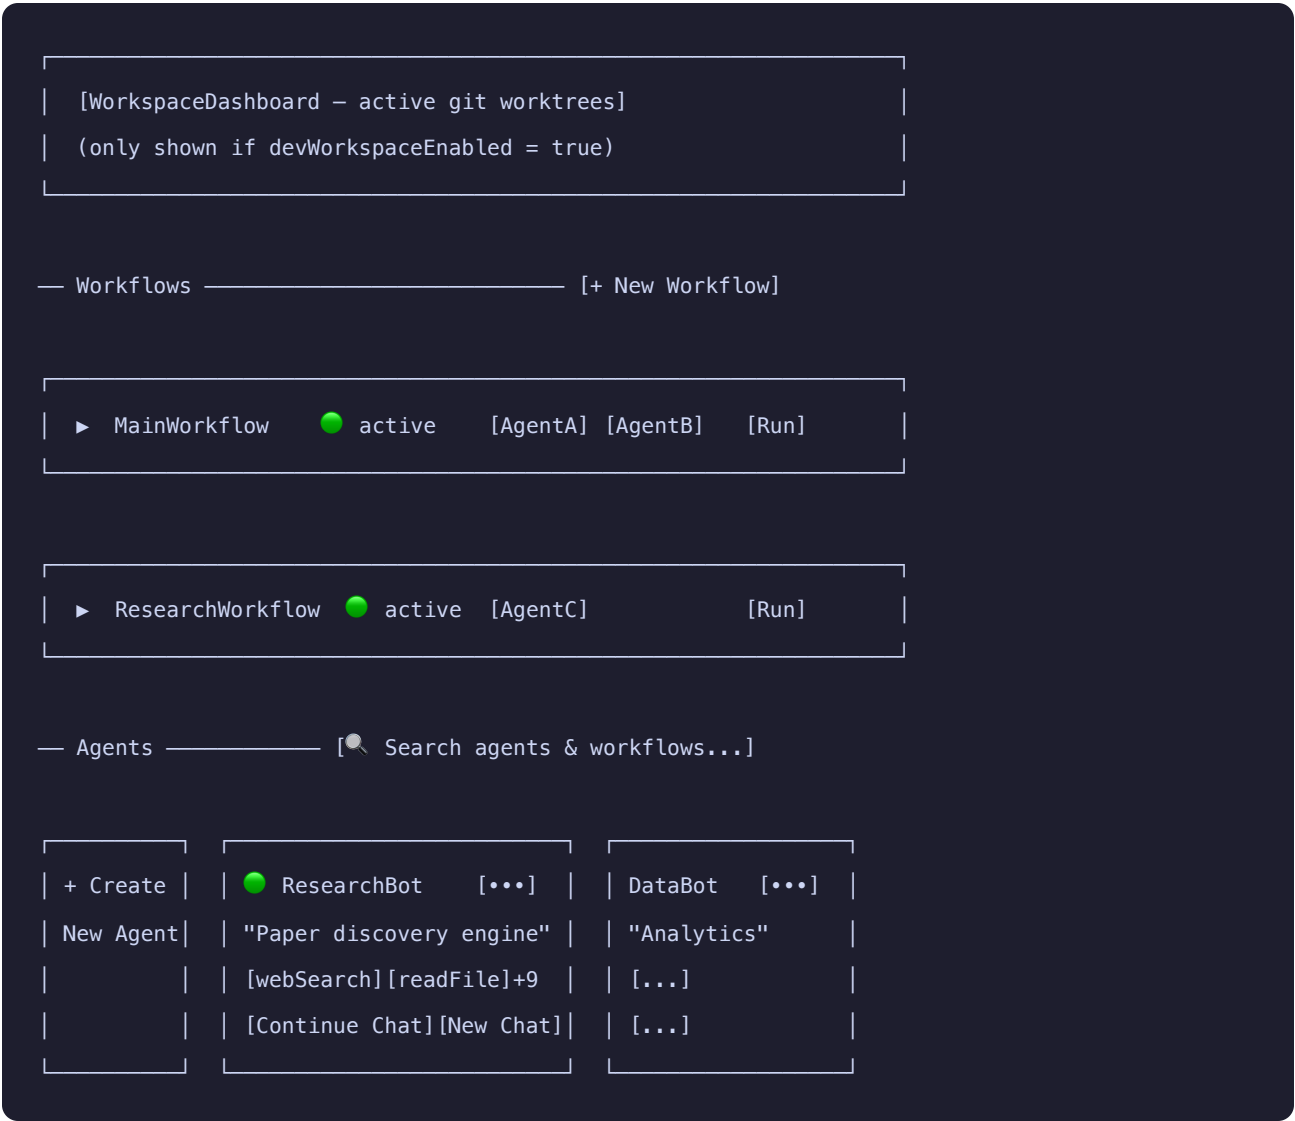 [WorkspaceDashboard — active git worktrees]
(only shown if devWorkspaceEnabled = true)
Workflows [+ New Workflow]
▶ MainWorkflow 🟢 active [AgentA] [AgentB] [Run]
▶ ResearchWorkflow 🟢 active [AgentC] [Run]
Agents [🔍 Search agents & workflows...]
+ Create
New Agent
🟢 ResearchBot [•••]
"Paper discovery engine"
[webSearch][readFile]+9
[Continue Chat][New Chat]
DataBot [•••]
"Analytics"
[...]
[...]